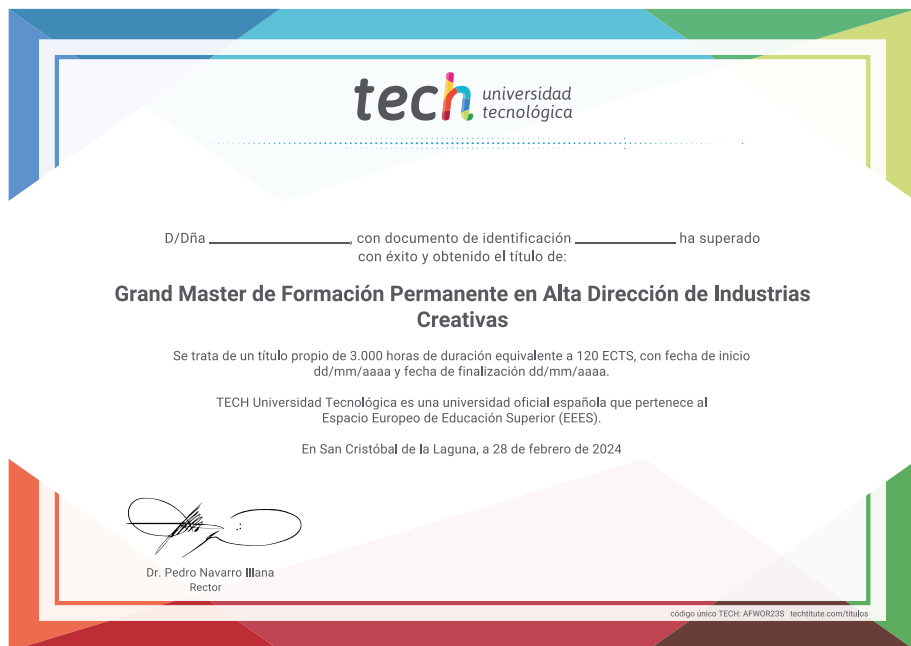 tech universidad
tecnológica
D/Dña ________________, con documento de identificación ____________ ha superado
con éxito y obtenido el título de:
Grand Master de Formación Permanente en Alta Dirección de Industrias
Creativas
Se trata de un título propio de 3.000 horas de duración equivalente a 120 ECTS, con fecha de inicio
dd/mm/aaaa y fecha de finalización dd/mm/aaaa.
TECH Universidad Tecnológica es una universidad oficial española que pertenece al
Espacio Europeo de Educación Superior (EEES).
En San Cristóbal de la Laguna, a 28 de febrero de 2024
Dr. Pedro Navarro Illana
Rector
código único TECH: AFWOR23S techtitute.com/titulos